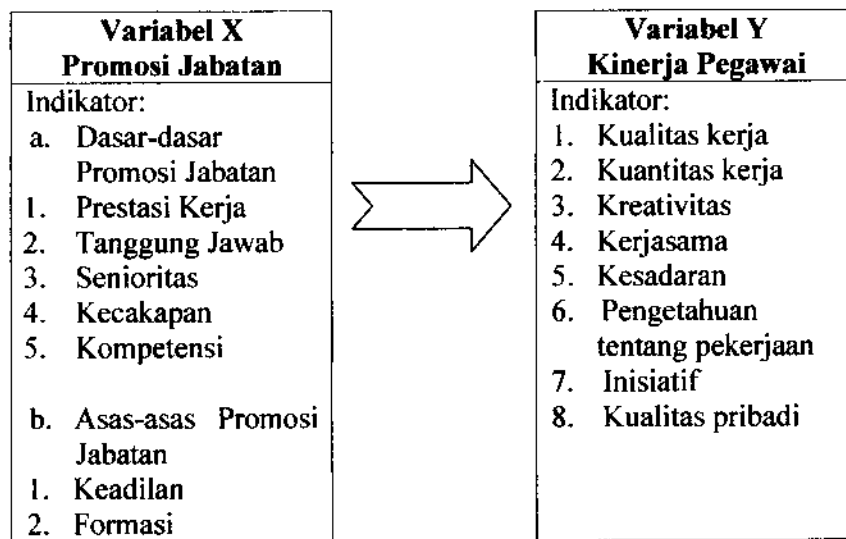 Variabel X
Promosi Jabatan
Indikator:
a. Dasar-dasar
Promosi Jabatan
1. Prestasi Kerja
2. Tanggung Jawab
3. Senioritas
4. Kecakapan
5. Kompetensi
b. Asas-asas Promosi
Jabatan
1. Keadilan
2. Formasi
Variabel Y
Kinerja Pegawai
Indikator:
1. Kualitas kerja
2. Kuantitas kerja
3. Kreativitas
4. Kerjasama
5. Kesadaran
6. Pengetahuan
tentang pekerjaan
7. Inisiatif
8. Kualitas pribadi